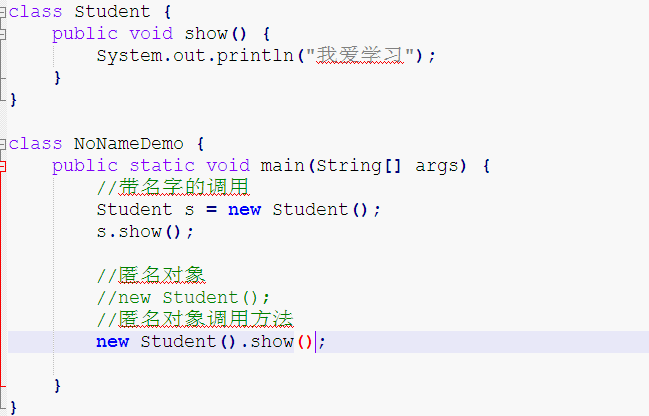 class Student {
    public void show() {
        System.out.println("我爱学习");
    }
}

class NoNameDemo {
    public static void main(String[] args) {
        //带名字的调用
        Student s = new Student();
        s.show();

        //匿名对象
        //new Student();
        //匿名对象调用方法
        new Student().show();

    }
}